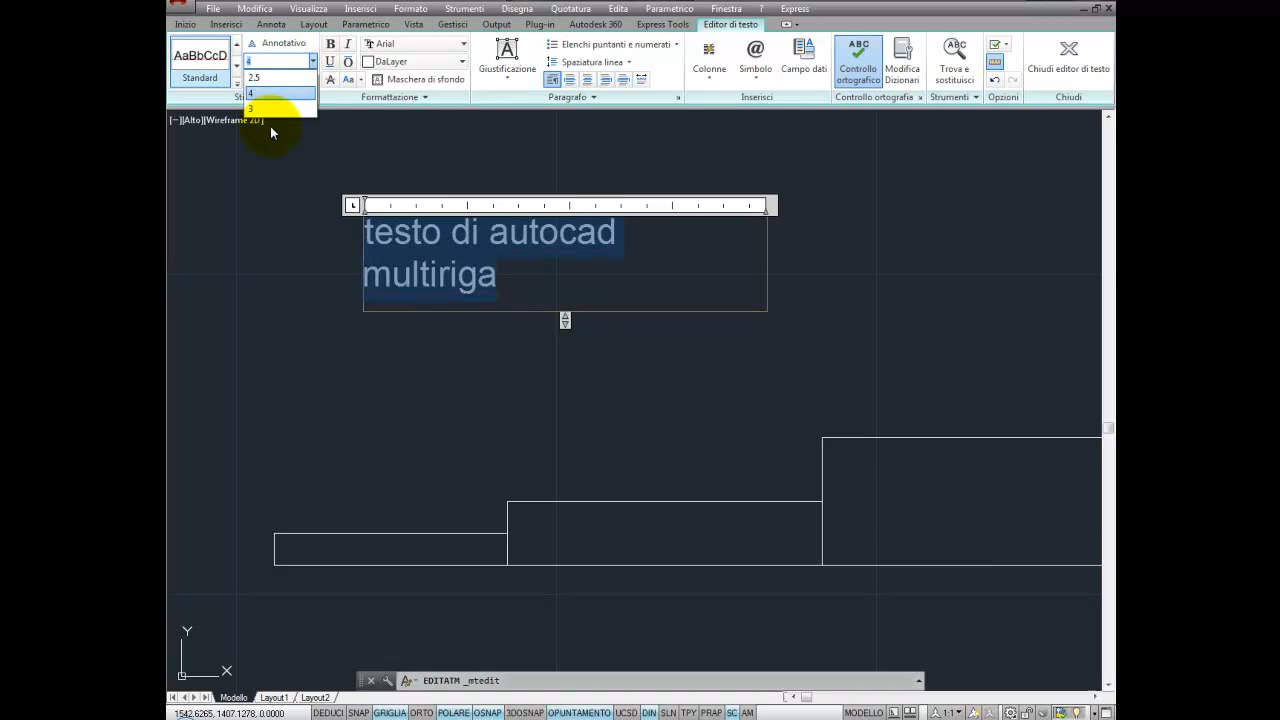 File Modifica Visualizza Inserisci Formato Strumenti Disegna Quotatura Edita Parametrico Finestra ? Express
Inizio Inserisci Annota Layout Parametrico Vista Gestisci Output Plug-in Autodesk 360 Express Tools Editor di testo
AaBbCcD
Standard
Annotativo
4
2.5
4
3
B I Arial
U O DaLayer
A Aa Maschera di sfondo
Formattazione
Giustificazione
Elenchi puntanti e numerati
Spaziatura linea
Paragrafo
Colonne
@
Simbolo
Campo dati
Inserisci
ABC
Controllo
ortografico
Modifica
Dizionari
Controllo ortografia
ABC
Trova e
sostituisci
Strumenti
Opzioni
Chiudi editor di testo
Chiudi
[−][Alto][Wireframe 2D]
L
testo di autocad
multiriga
Y
X
EDITATM _mtedit
Modello Layout1 Layout2
1542.6265, 1407.1278, 0.0000 DEDUCI SNAP GRIGLIA ORTO POLARE OSNAP 3DOSNAP OPUNTAMENTO UCSD DIN SLN TPY PRAP SC AM MODELLO 1:1